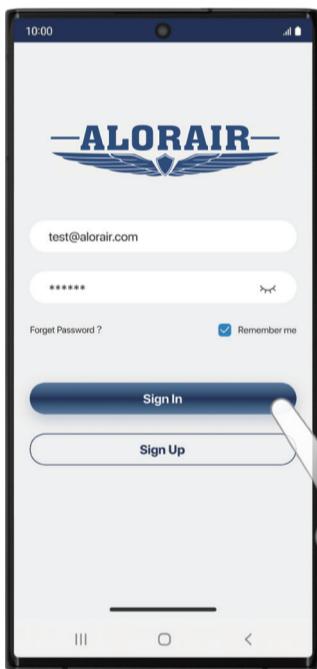 10:00
ALORAIR
test@alorair.com
******
Forget Password ?
Remember me
Sign In
Sign Up